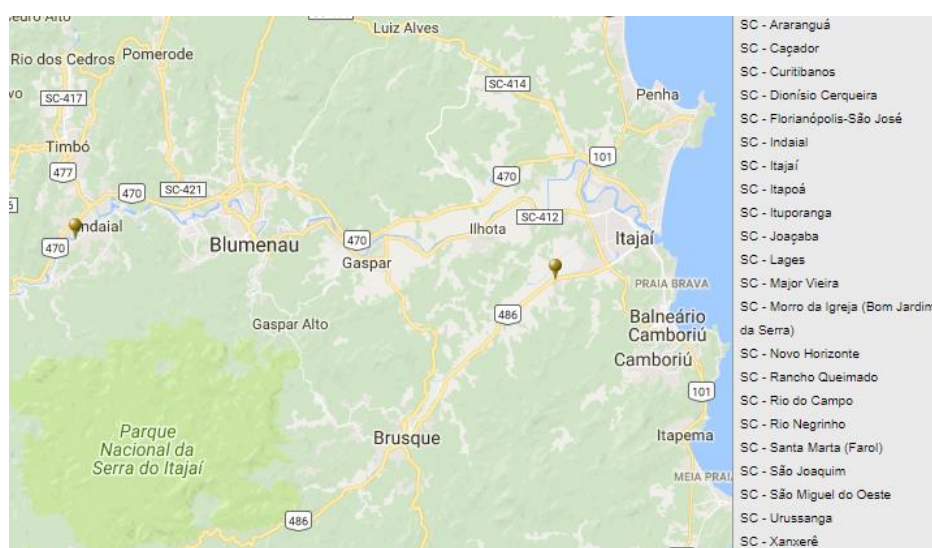 Luiz Alves
Rio dos Cedros
Pomerode
SC-417
SC-414
Penha
Timbó
477
101
470
SC-421
470
ndaial
Ilhota
SC-412
470
Blumenau
470
Itajaí
Gaspar
PRAIA BRAVA
486
Balneário
Camboriú
Gaspar Alto
Camboriú
101
Parque
Nacional da
Serra do Itajaí
Brusque
Itapema
486
SC - Araranguá
SC - Caçador
SC - Curitibanos
SC - Dionísio Cerqueira
SC - Florianópolis-São José
SC - Indaial
SC - Itajaí
SC - Itapoá
SC - Ituporanga
SC - Joaçaba
SC - Lages
SC - Major Vieira
SC - Morro da Igreja (Bom Jardim
da Serra)
SC - Novo Horizonte
SC - Rancho Queimado
SC - Rio do Campo
SC - Rio Negrinho
SC - Santa Marta (Farol)
SC - São Joaquim
SC - São Miguel do Oeste
SC - Urussanga
SC - Xanxerê